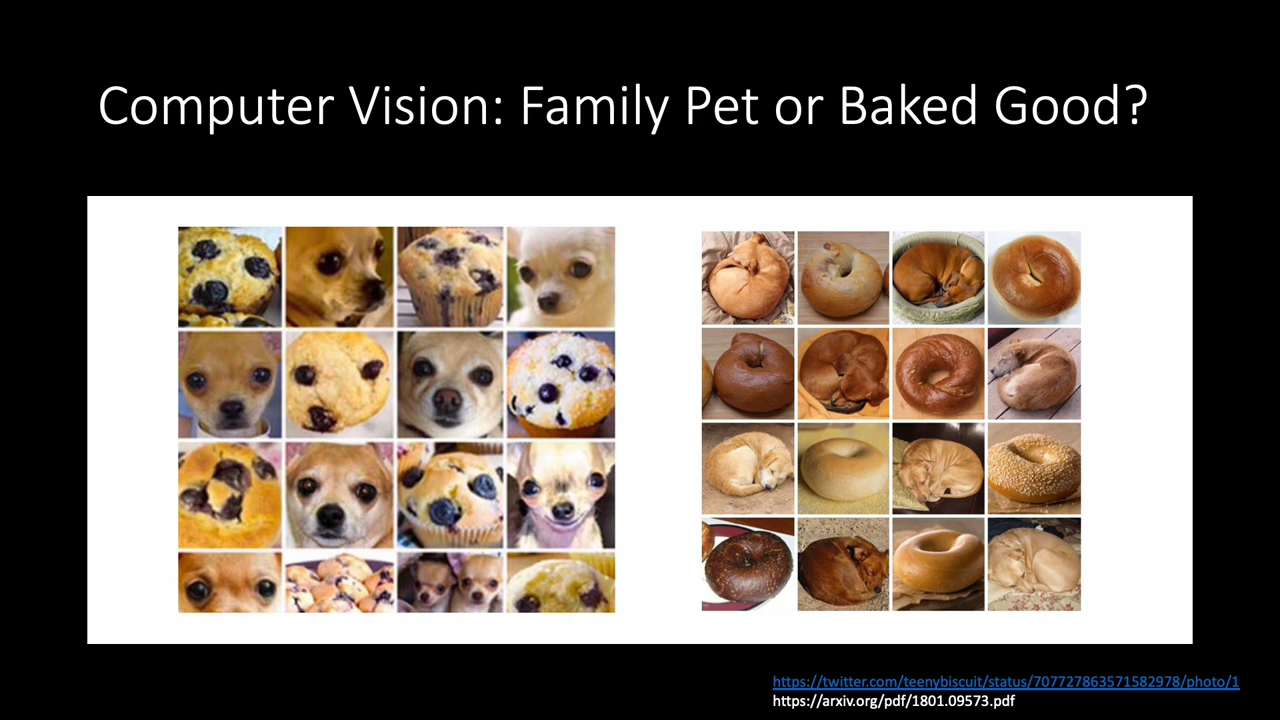 Computer Vision: Family Pet or Baked Good?
https://twitter.com/teenybiscuit/status/707727863571582978/photo/1
https://arxiv.org/pdf/1801.09573.pdf